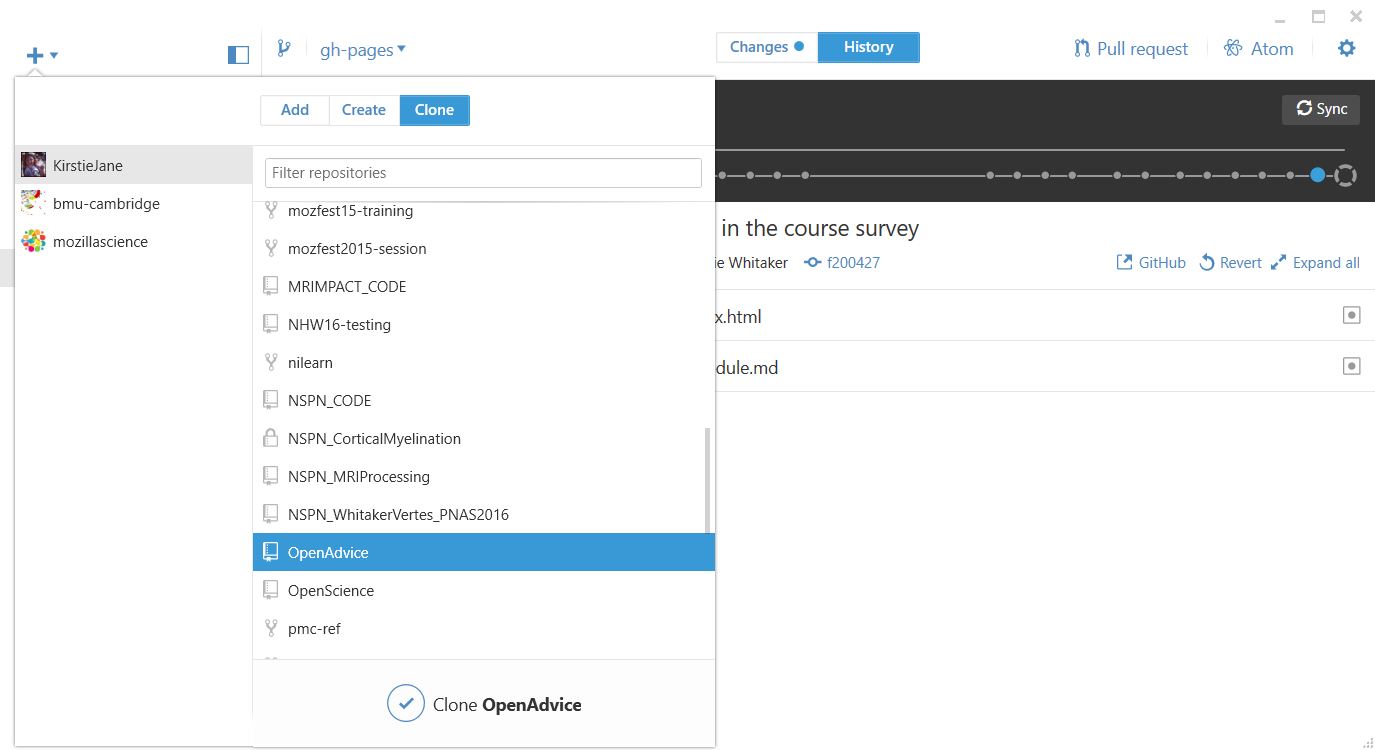 gh-pages
Changes
History
Pull request
Atom
Add
Create
Clone
Sync
KirstieJane
bmu-cambridge
mozillascience
Filter repositories
mozfest15-training
mozfest2015-session
MRIMPACT_CODE
NHW16-testing
nilearn
NSPN_CODE
NSPN_CorticalMyelination
NSPN_MRIProcessing
NSPN_WhitakerVertes_PNAS2016
OpenAdvice
OpenScience
pmc-ref
Clone OpenAdvice
in the course survey
ie Whitaker
f200427
GitHub
Revert
Expand all
x.html
dule.md